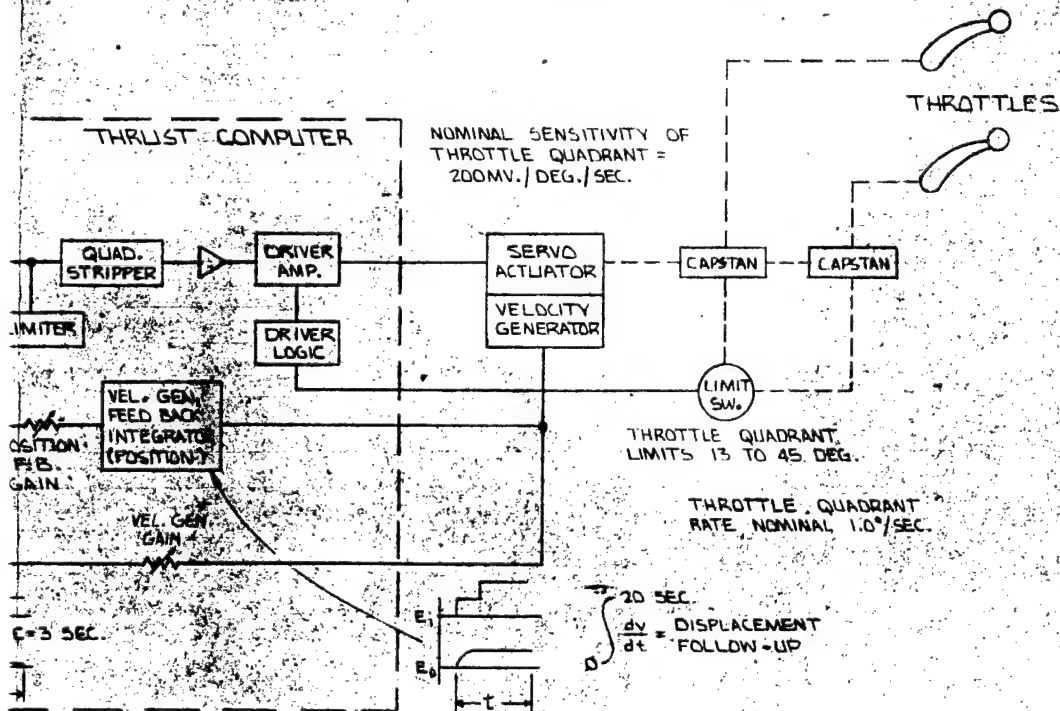 THROTTLES
THRUST COMPUTER
NOMINAL SENSITIVITY OF
THROTTLE QUADRANT =
200MV./DEG./SEC.
QUAD.
STRIPPER
DRIVER
AMP.
SERVO
ACTUATOR
CAPSTAN
CAPSTAN
VELOCITY
GENERATOR
LIMITER
DRIVER
LOGIC
LIMIT
SW.
VEL. GEN.
FEED BACK
INTEGRATOR
(POSITION)
OSITION
F.B.
GAIN
THROTTLE QUADRANT
LIMITS 13 TO 45 DEG.
THROTTLE QUADRANT
RATE NOMINAL 1.0°/SEC.
VEL. GEN
GAIN
C=3 SEC.
E1
E0
t
20 SEC.
0
dv
dt
= DISPLACEMENT
FOLLOW-UP